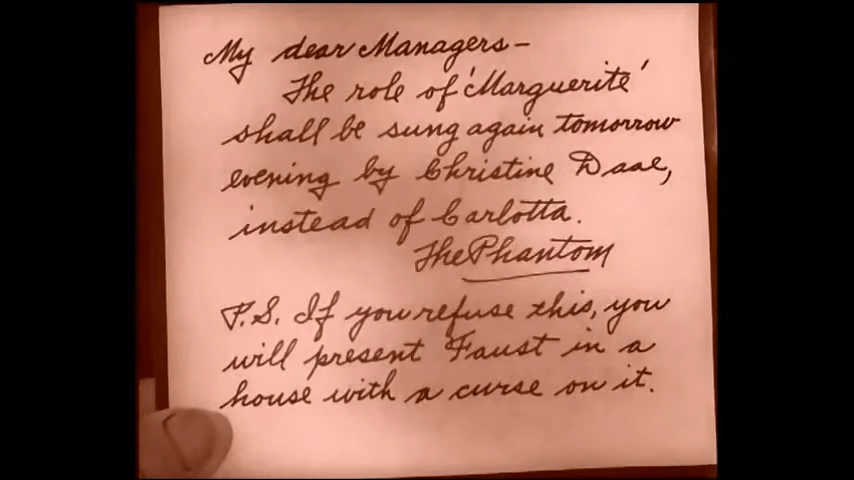 My dear Managers–
The role of 'Marguerite'
shall be sung again tomorrow
evening by Christine Daae,
instead of Carlotta.
The Phantom
P.S. If you refuse this, you
will present Faust in a
house with a curse on it.